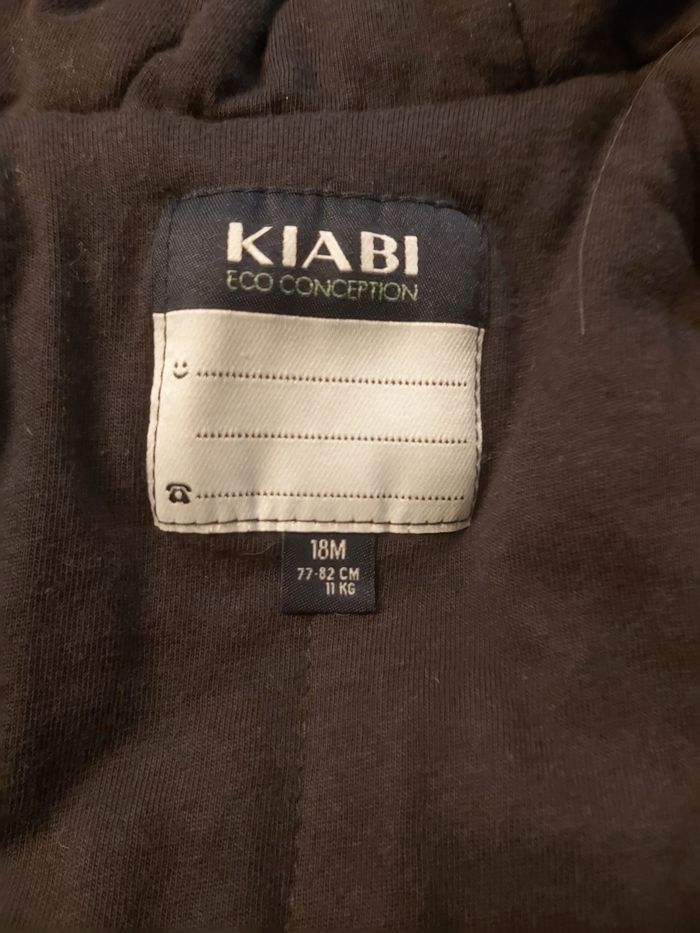 KIABI
ECO CONCEPTION
18M
77-82 CM
11 KG